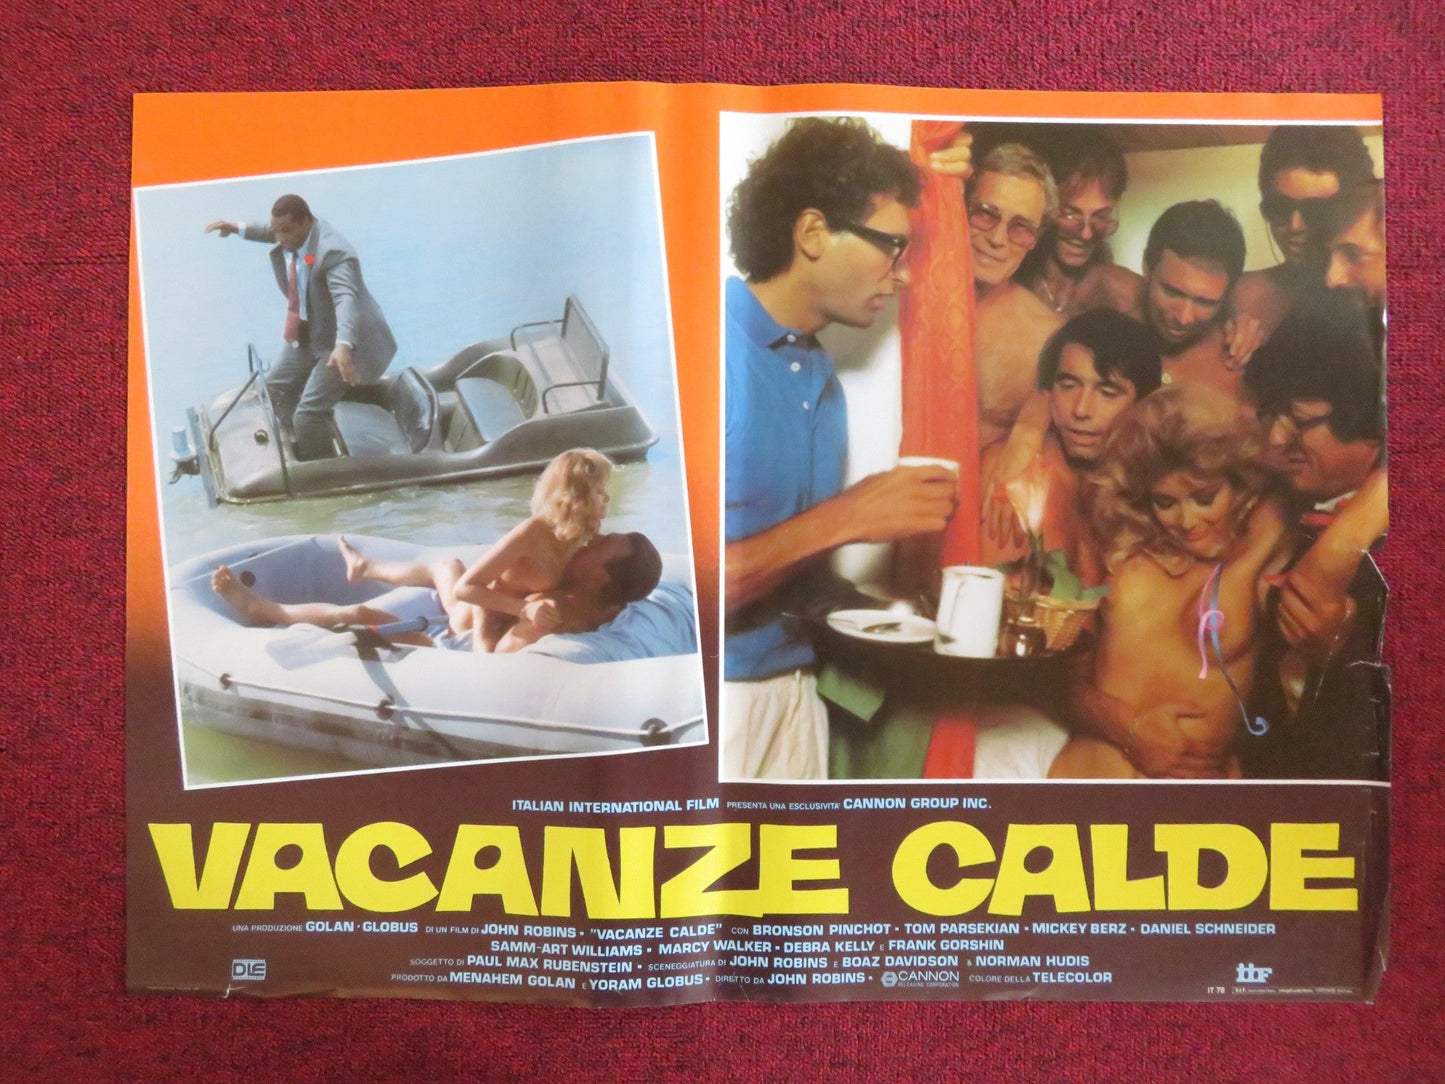 ITALIAN INTERNATIONAL FILM PRESENTA UNA ESCLUSIVITA' CANNON GROUP INC.
VACANZE CALDE
UNA PRODUZIONE GOLAN-GLOBUS DI UN FILM DI JOHN ROBINS - "VACANZE CALDE" CON BRONSON PINCHOT - TOM PARSEKIAN - MICKEY BERZ - DANIEL SCHNEIDER
SAMM-ART WILLIAMS - MARCY WALKER - DEBRA KELLY E FRANK GORSHIN
SOGGETTO DI PAUL MAX RUBENSTEIN - SCENEGGIATURA DI JOHN ROBINS E BOAZ DAVIDSON & NORMAN HUDIS
PRODOTTO DA MENAHEM GOLAN E YORAM GLOBUS - DIRETTO DA JOHN ROBINS - CANNON RELEASING CORPORATION COLORE DELLA TELECOLOR
DLE
iif
IT 78